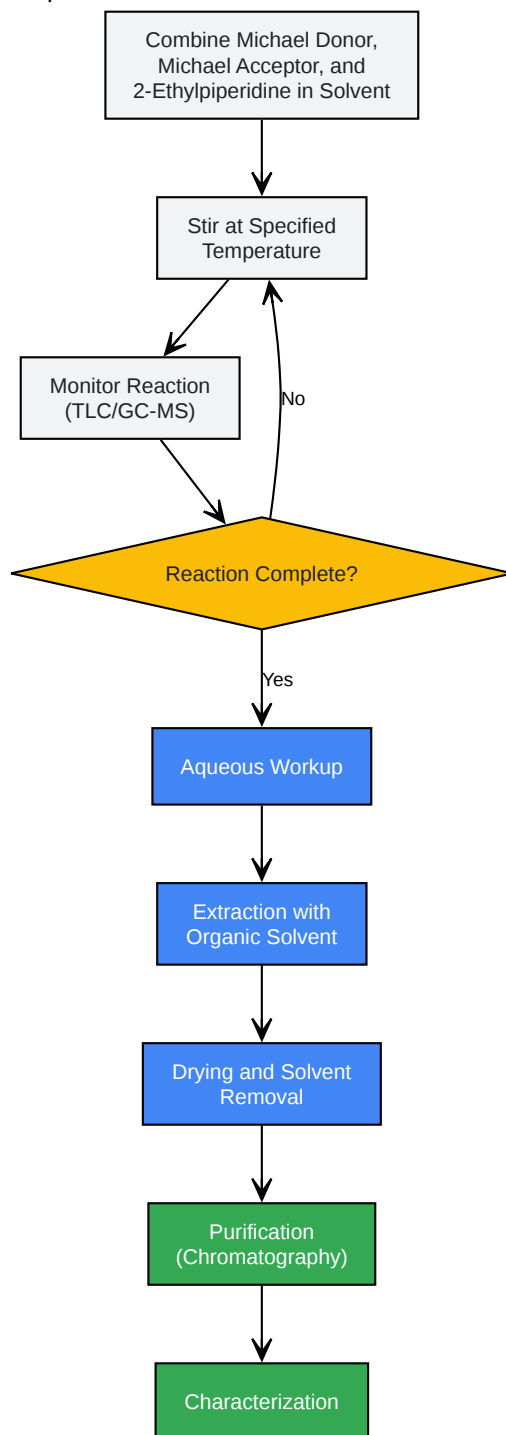 Combine Michael Donor,
Michael Acceptor, and
2-Ethylpiperidine in Solvent
Stir at Specified
Temperature
Monitor Reaction
(TLC/GC-MS)
No
Reaction Complete?
Yes
Aqueous Workup
Extraction with
Organic Solvent
Drying and Solvent
Removal
Purification
(Chromatography)
Characterization